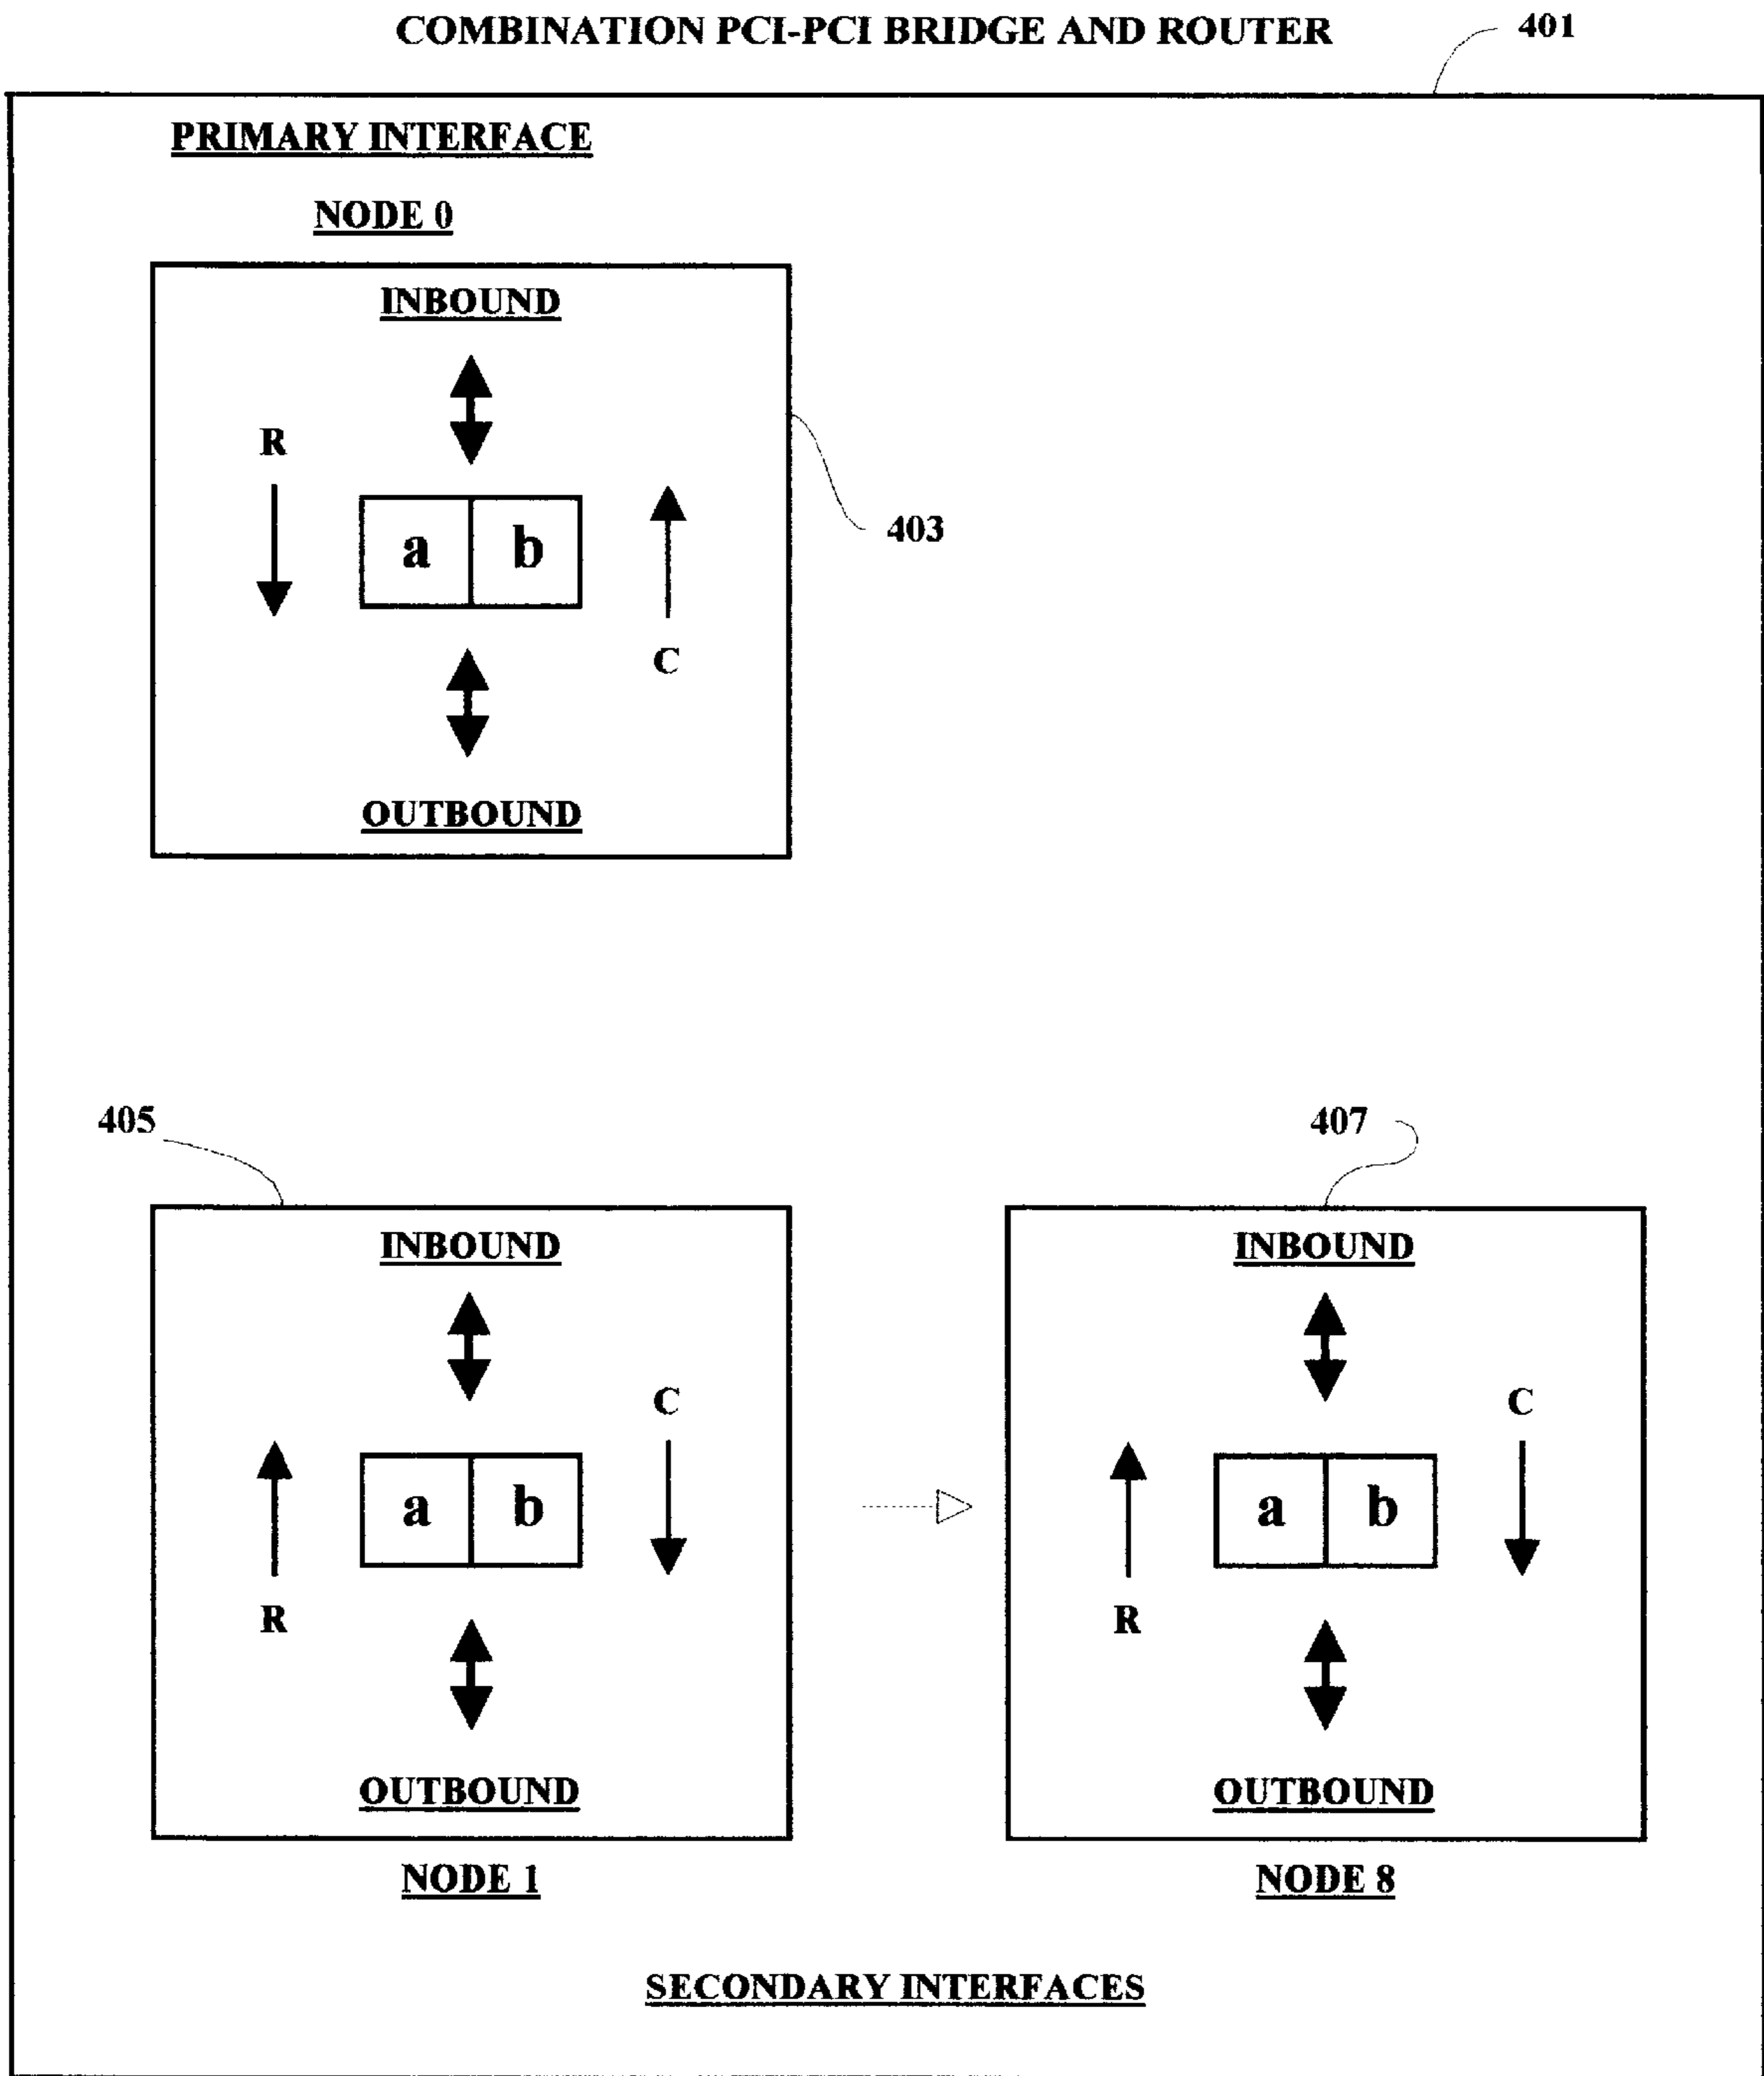 COMBINATION PCI-PCI BRIDGE AND ROUTER
401
PRIMARY INTERFACE
NODE 0
INBOUND
R
a b
403
C
OUTBOUND
405
407
INBOUND
C
a b
R
OUTBOUND
NODE 1
INBOUND
C
a b
R
OUTBOUND
NODE 8
SECONDARY INTERFACES